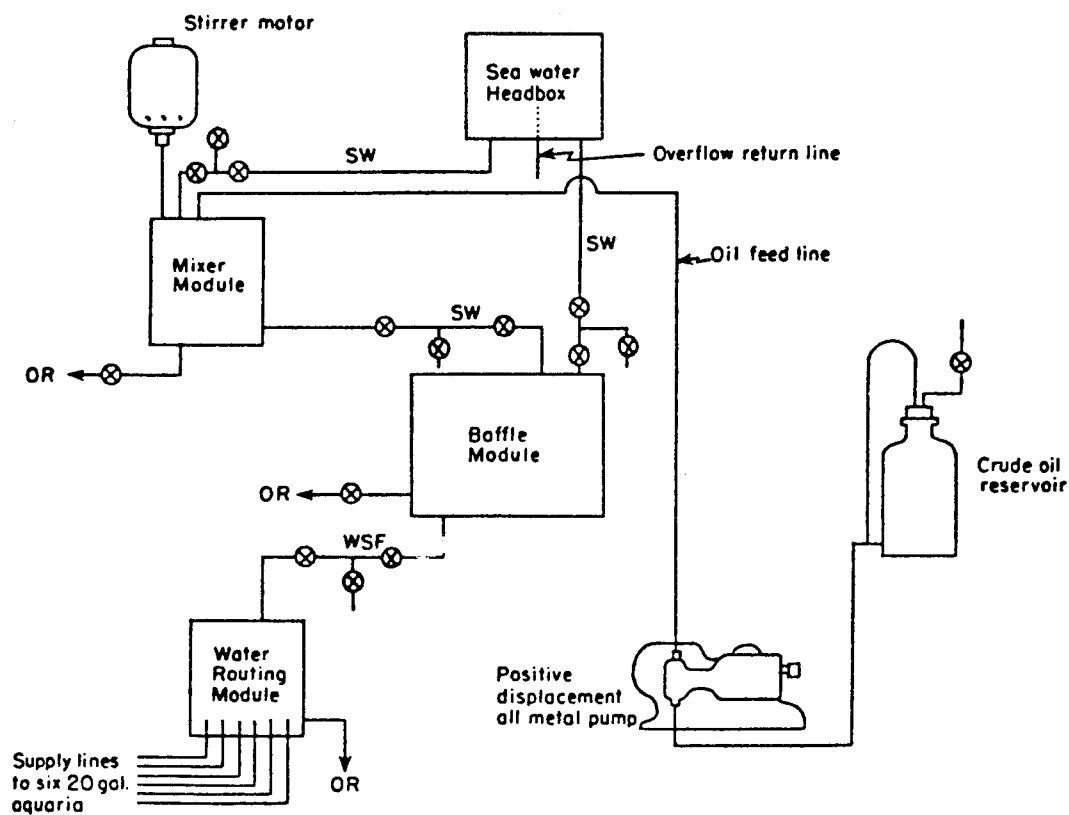 Stirrer motor
Sea water
Headbox
SW
Overflow return line
SW
Oil feed line
Mixer
Module
SW
OR
Baffle
Module
Crude oil
reservoir
OR
WSF
Water
Routing
Module
Positive
displacement
all metal pump
Supply lines
to six 20 gal.
aquaria
OR